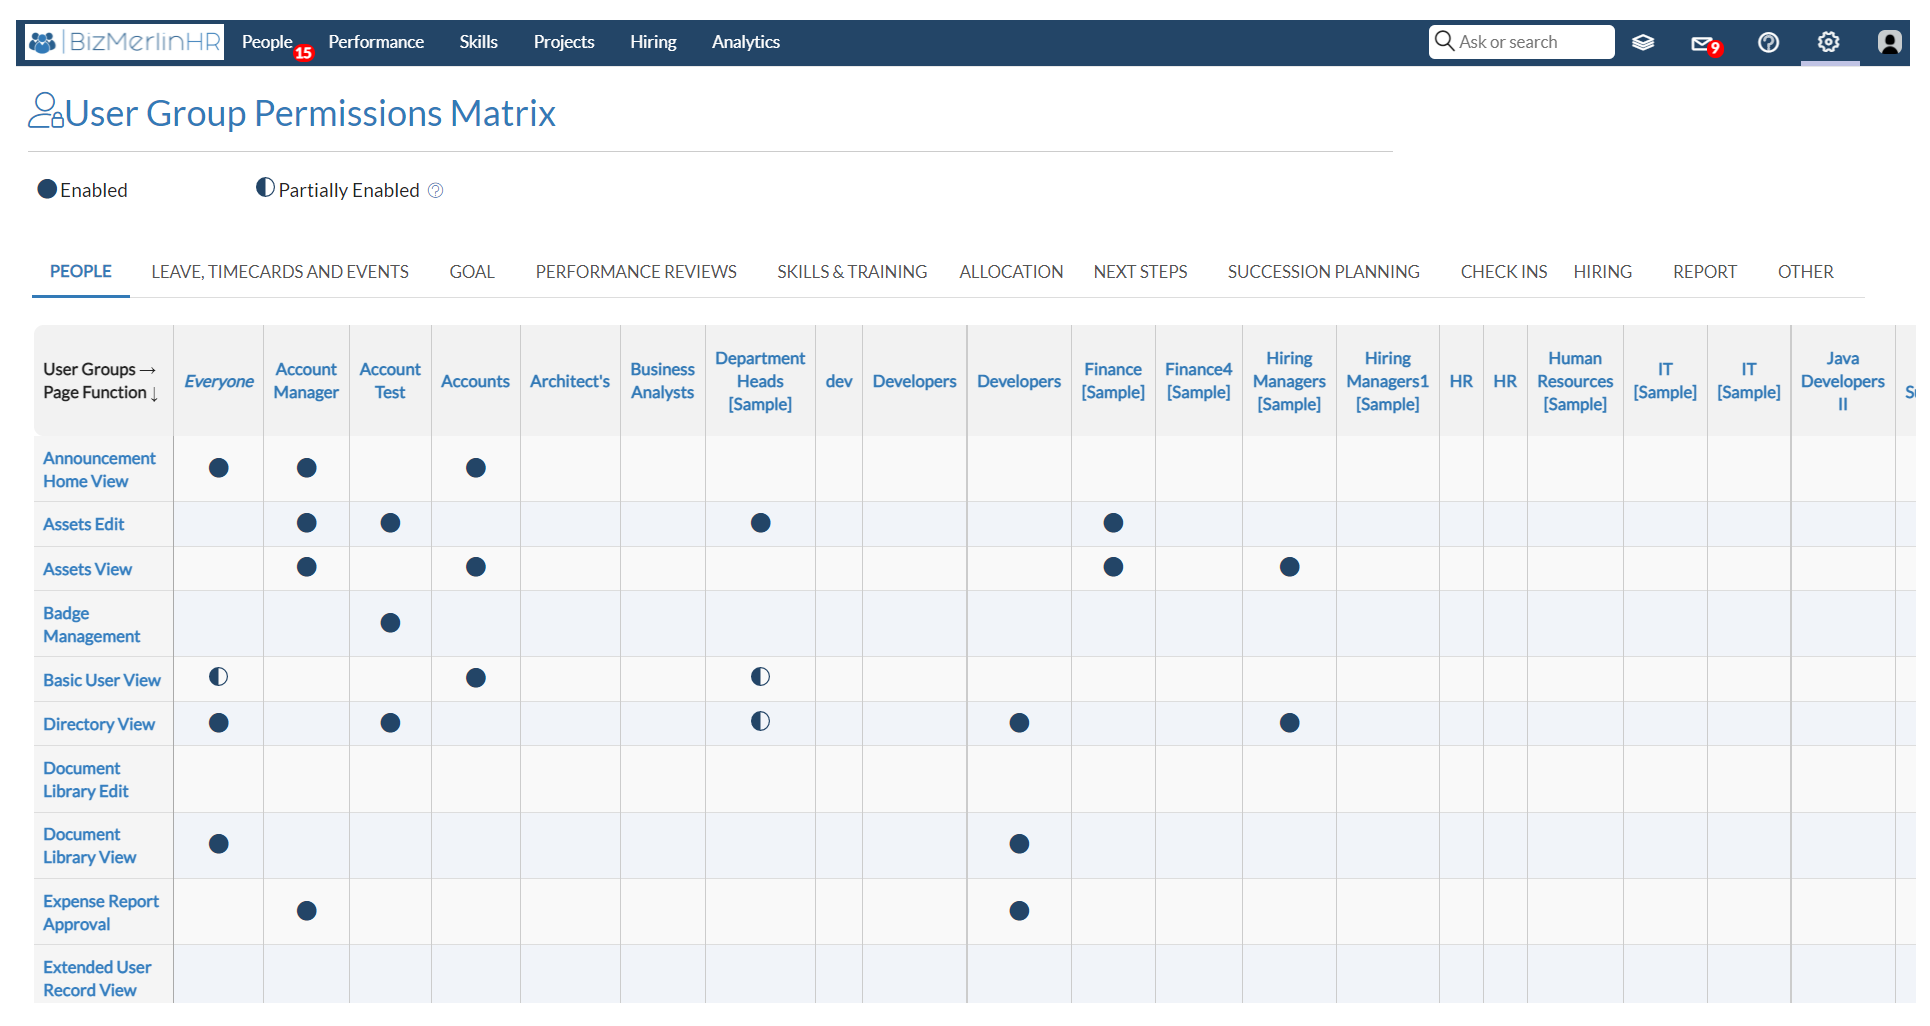 BizMerlinHR People 15 Performance Skills Projects Hiring Analytics Ask or search 9
User Group Permissions Matrix
Enabled Partially Enabled
PEOPLE LEAVE, TIMECARDS AND EVENTS GOAL PERFORMANCE REVIEWS SKILLS & TRAINING ALLOCATION NEXT STEPS SUCCESSION PLANNING CHECK INS HIRING REPORT OTHER
User Groups →
Page Function ↓
Everyone
Account
Manager
Account
Test
Accounts
Architect's
Business
Analysts
Department
Heads
[Sample]
dev
Developers
Developers
Finance
[Sample]
Finance4
[Sample]
Hiring
Managers
[Sample]
Hiring
Managers1
[Sample]
HR
HR
Human
Resources
[Sample]
IT
[Sample]
IT
[Sample]
Java
Developers
II
Announcement
Home View
Assets Edit
Assets View
Badge
Management
Basic User View
Directory View
Document
Library Edit
Document
Library View
Expense Report
Approval
Extended User
Record View